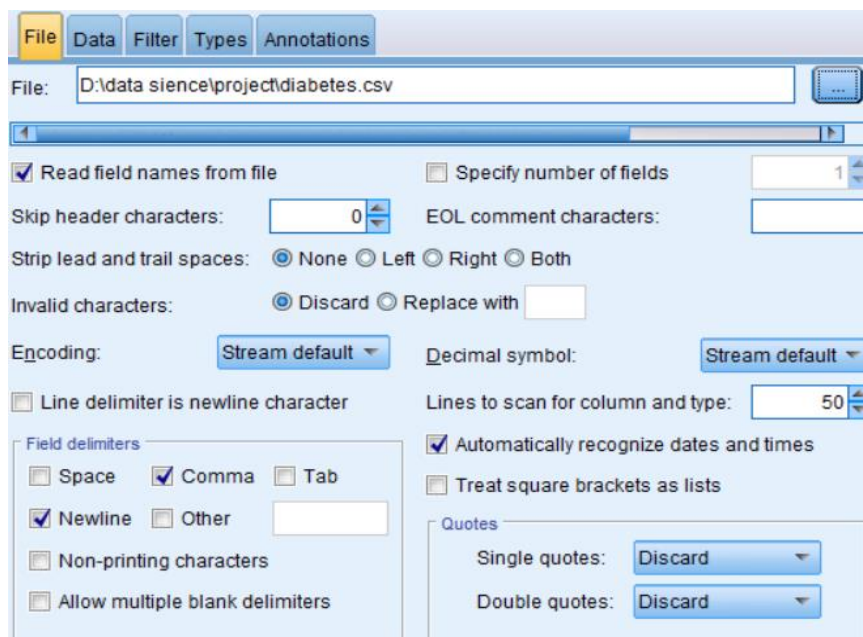 File Data Filter Types Annotations
File: D:\data sience\project\diabetes.csv ...
Read field names from file Specify number of fields 1
Skip header characters: 0 EOL comment characters:
Strip lead and trail spaces: None Left Right Both
Invalid characters: Discard Replace with
Encoding: Stream default Decimal symbol: Stream default
Line delimiter is newline character Lines to scan for column and type: 50
Field delimiters Automatically recognize dates and times
Space Comma Tab Treat square brackets as lists
Newline Other Quotes
Non-printing characters Single quotes: Discard
Allow multiple blank delimiters Double quotes: Discard